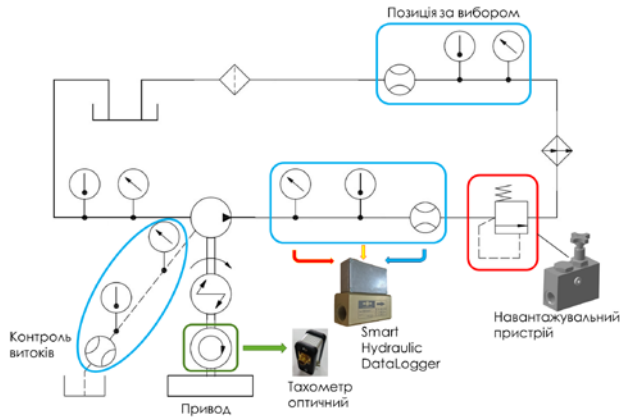 Позиція за вибором
Контроль
витоків
Привод
Тахометр
оптичний
Smart
Hydraulic
DataLogger
Навантажувальний
пристрій